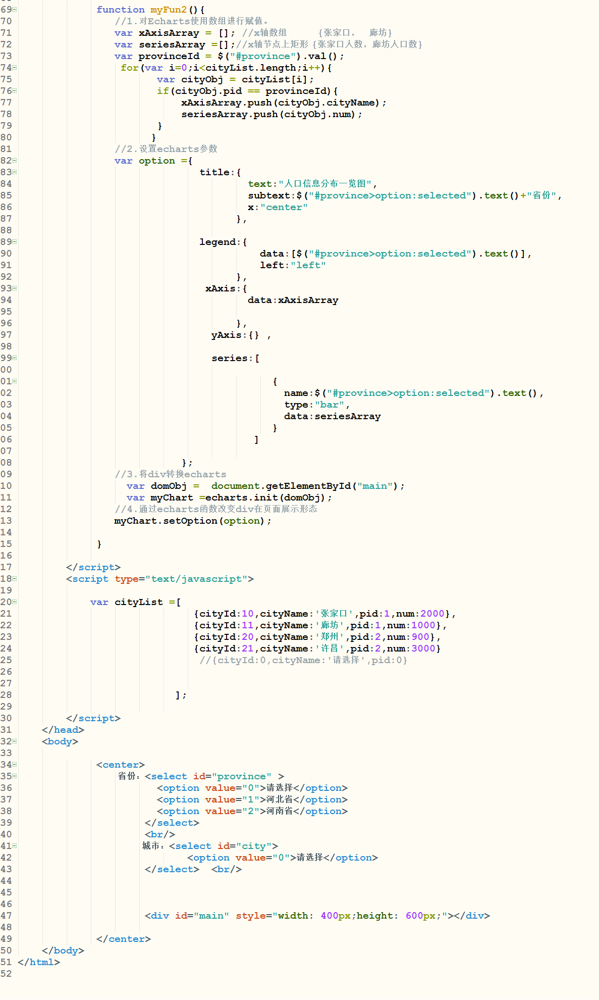 69 function myFun2(){
70 //1.对Echarts使用数组进行赋值。
71 var xAxisArray = []; //x轴数组 {张家口, 廊坊}
72 var seriesArray =[];//x轴节点上矩形 {张家口人数，廊坊人口数}
73 var provinceId = $("#province").val();
74 for(var i=0;i<cityList.length;i++){
75 var cityObj = cityList[i];
76 if(cityObj.pid == provinceId){
77 xAxisArray.push(cityObj.cityName);
78 seriesArray.push(cityObj.num);
79 }
80 }
81 //2.设置echarts参数
82 var option ={
83 title:{
84 text:"人口信息分布一览图",
85 subtext:$("#province>option:selected").text()+"省份",
86 x:"center"
87 },
88
89 legend:{
90 data:[$("#province>option:selected").text()],
91 left:"left"
92 },
93 xAxis:{
94 data:xAxisArray
95
96 },
97 yAxis:{} ,
98
99 series:[
00
01 {
02 name:$("#province>option:selected").text(),
03 type:"bar",
04 data:seriesArray
05 }
06 ]
07
08 };
09 //3.将div转换echarts
10 var domObj = document.getElementById("main");
11 var myChart =echarts.init(domObj);
12 //4.通过echarts函数改变div在页面展示形态
13 myChart.setOption(option);
14
15 }
16
17 </script>
18 <script type="text/javascript">
19
20 var cityList =[
21 {cityId:10,cityName:'张家口',pid:1,num:2000},
22 {cityId:11,cityName:'廊坊',pid:1,num:1000},
23 {cityId:20,cityName:'郑州',pid:2,num:900},
24 {cityId:21,cityName:'许昌',pid:2,num:3000}
25 //{cityId:0,cityName:'请选择',pid:0}
26
27
28 ];
29
30 </script>
31 </head>
32 <body>
33
34 <center>
35 省份：<select id="province" >
36 <option value="0">请选择</option>
37 <option value="1">河北省</option>
38 <option value="2">河南省</option>
39 </select>
40 <br/>
41 城市：<select id="city">
42 <option value="0">请选择</option>
43 </select> <br/>
44
45
46
47 <div id="main" style="width: 400px;height: 600px;"></div>
48
49 </center>
50 </body>
51 </html>
52